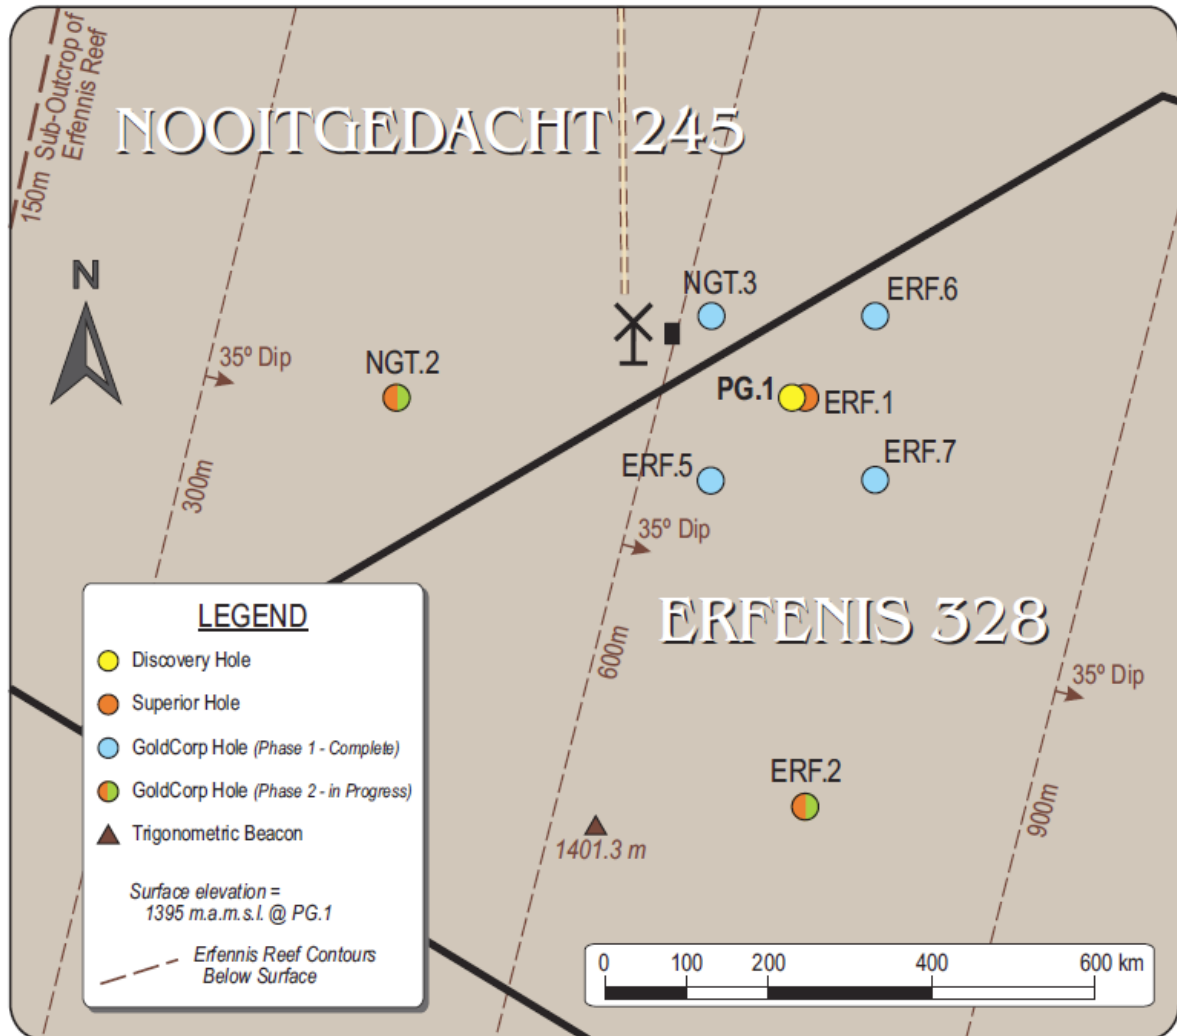 150m Sub-Outcrop of
Erfennis Reef
NOOITGEDACHT 245
N
NGT.3
ERF.6
35º Dip
NGT.2
PG.1
ERF.1
300m
ERF.5
ERF.7
35º Dip
ERFENIS 328
600m
35º Dip
ERF.2
900m
1401.3 m
LEGEND
Discovery Hole
Superior Hole
GoldCorp Hole (Phase 1 - Complete)
GoldCorp Hole (Phase 2 - in Progress)
Trigonometric Beacon
Surface elevation =
1395 m.a.m.s.l. @ PG.1
Erfennis Reef Contours
Below Surface
0 100 200 400 600 km